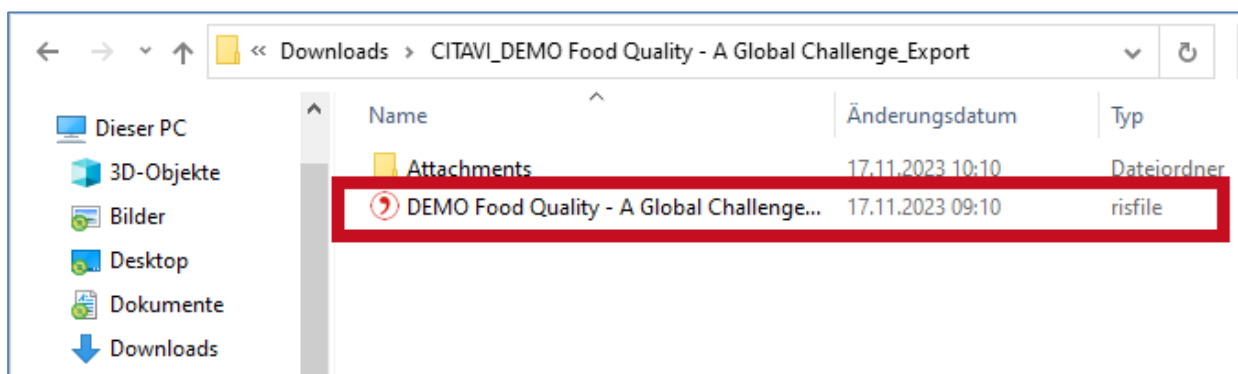 « Downloads > CITAVI_DEMO Food Quality - A Global Challenge_Export
Dieser PC
3D-Objekte
Bilder
Desktop
Dokumente
Downloads
Name Änderungsdatum Typ
Attachments 17.11.2023 10:10 Dateiordner
DEMO Food Quality - A Global Challenge... 17.11.2023 09:10 risfile